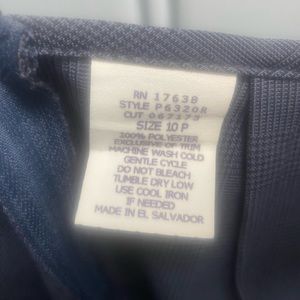 RN 17638
STYLE P6320R
CUT 067173
SIZE 10 P
100% POLYESTER
EXCLUSIVE OF TRIM
MACHINE WASH COLD
GENTLE CYCLE
DO NOT BLEACH
TUMBLE DRY LOW
USE COOL IRON
IF NEEDED
MADE IN EL SALVADOR